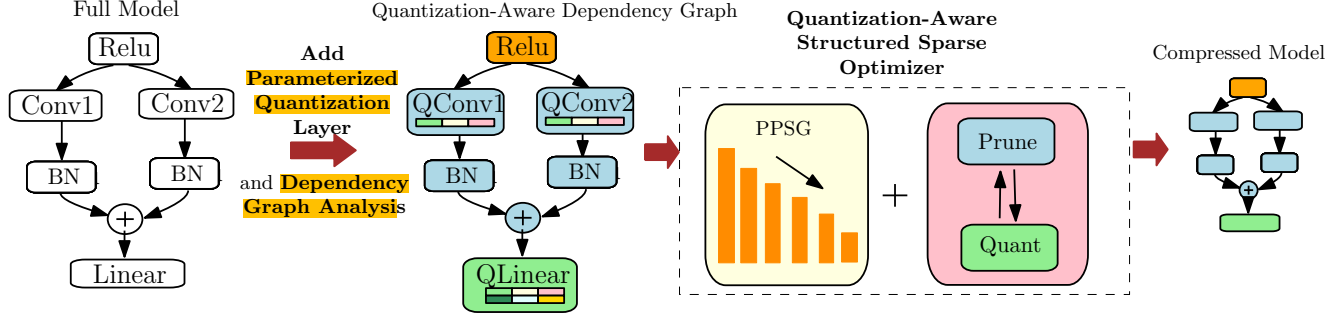 Full Model
Relu
Conv1
Conv2
BN
BN
+
Linear
Add
Parameterized
Quantization
Layer
and Dependency
Graph Analysis
Quantization-Aware Dependency Graph
Relu
QConv1
QConv2
BN
BN
+
QLinear
Quantization-Aware
Structured Sparse
Optimizer
PPSG
+
Prune
Quant
Compressed Model
+